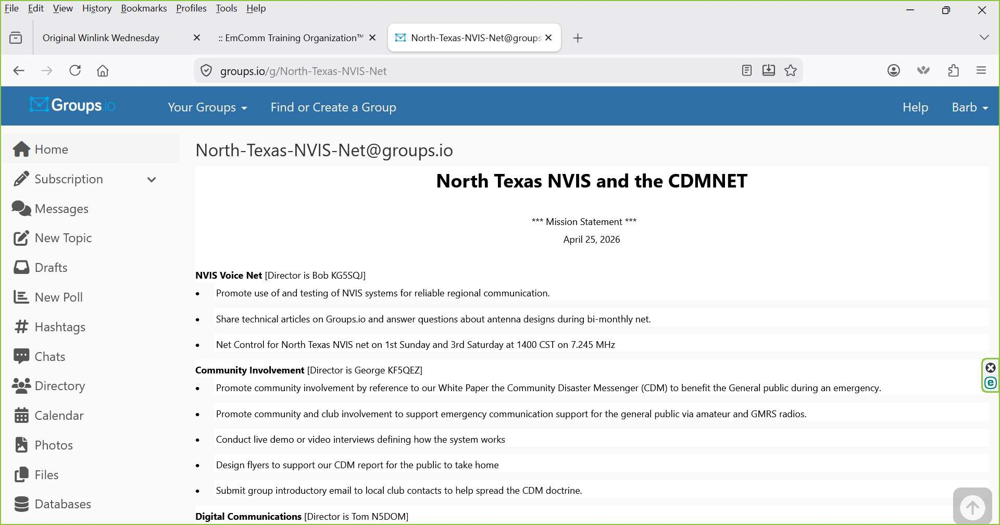 File Edit View History Bookmarks Profiles Tools Help
Original Winlink Wednesday
:: EmComm Training Organization™
North-Texas-NVIS-Net@groups
groups.io/g/North-Texas-NVIS-Net
Groups.io
Your Groups
Find or Create a Group
Help
Barb
Home
Subscription
Messages
New Topic
Drafts
New Poll
Hashtags
Chats
Directory
Calendar
Photos
Files
Databases
North-Texas-NVIS-Net@groups.io
North Texas NVIS and the CDMNET
*** Mission Statement ***
April 25, 2026
NVIS Voice Net [Director is Bob KG5SQJ]
• Promote use of and testing of NVIS systems for reliable regional communication.
• Share technical articles on Groups.io and answer questions about antenna designs during bi-monthly net.
• Net Control for North Texas NVIS net on 1st Sunday and 3rd Saturday at 1400 CST on 7.245 MHz
Community Involvement [Director is George KF5QEZ]
• Promote community involvement by reference to our White Paper the Community Disaster Messenger (CDM) to benefit the General public during an emergency.
• Promote community and club involvement to support emergency communication support for the general public via amateur and GMRS radios.
• Conduct live demo or video interviews defining how the system works
• Design flyers to support our CDM report for the public to take home
• Submit group introductory email to local club contacts to help spread the CDM doctrine.
Digital Communications [Director is Tom N5DOM]